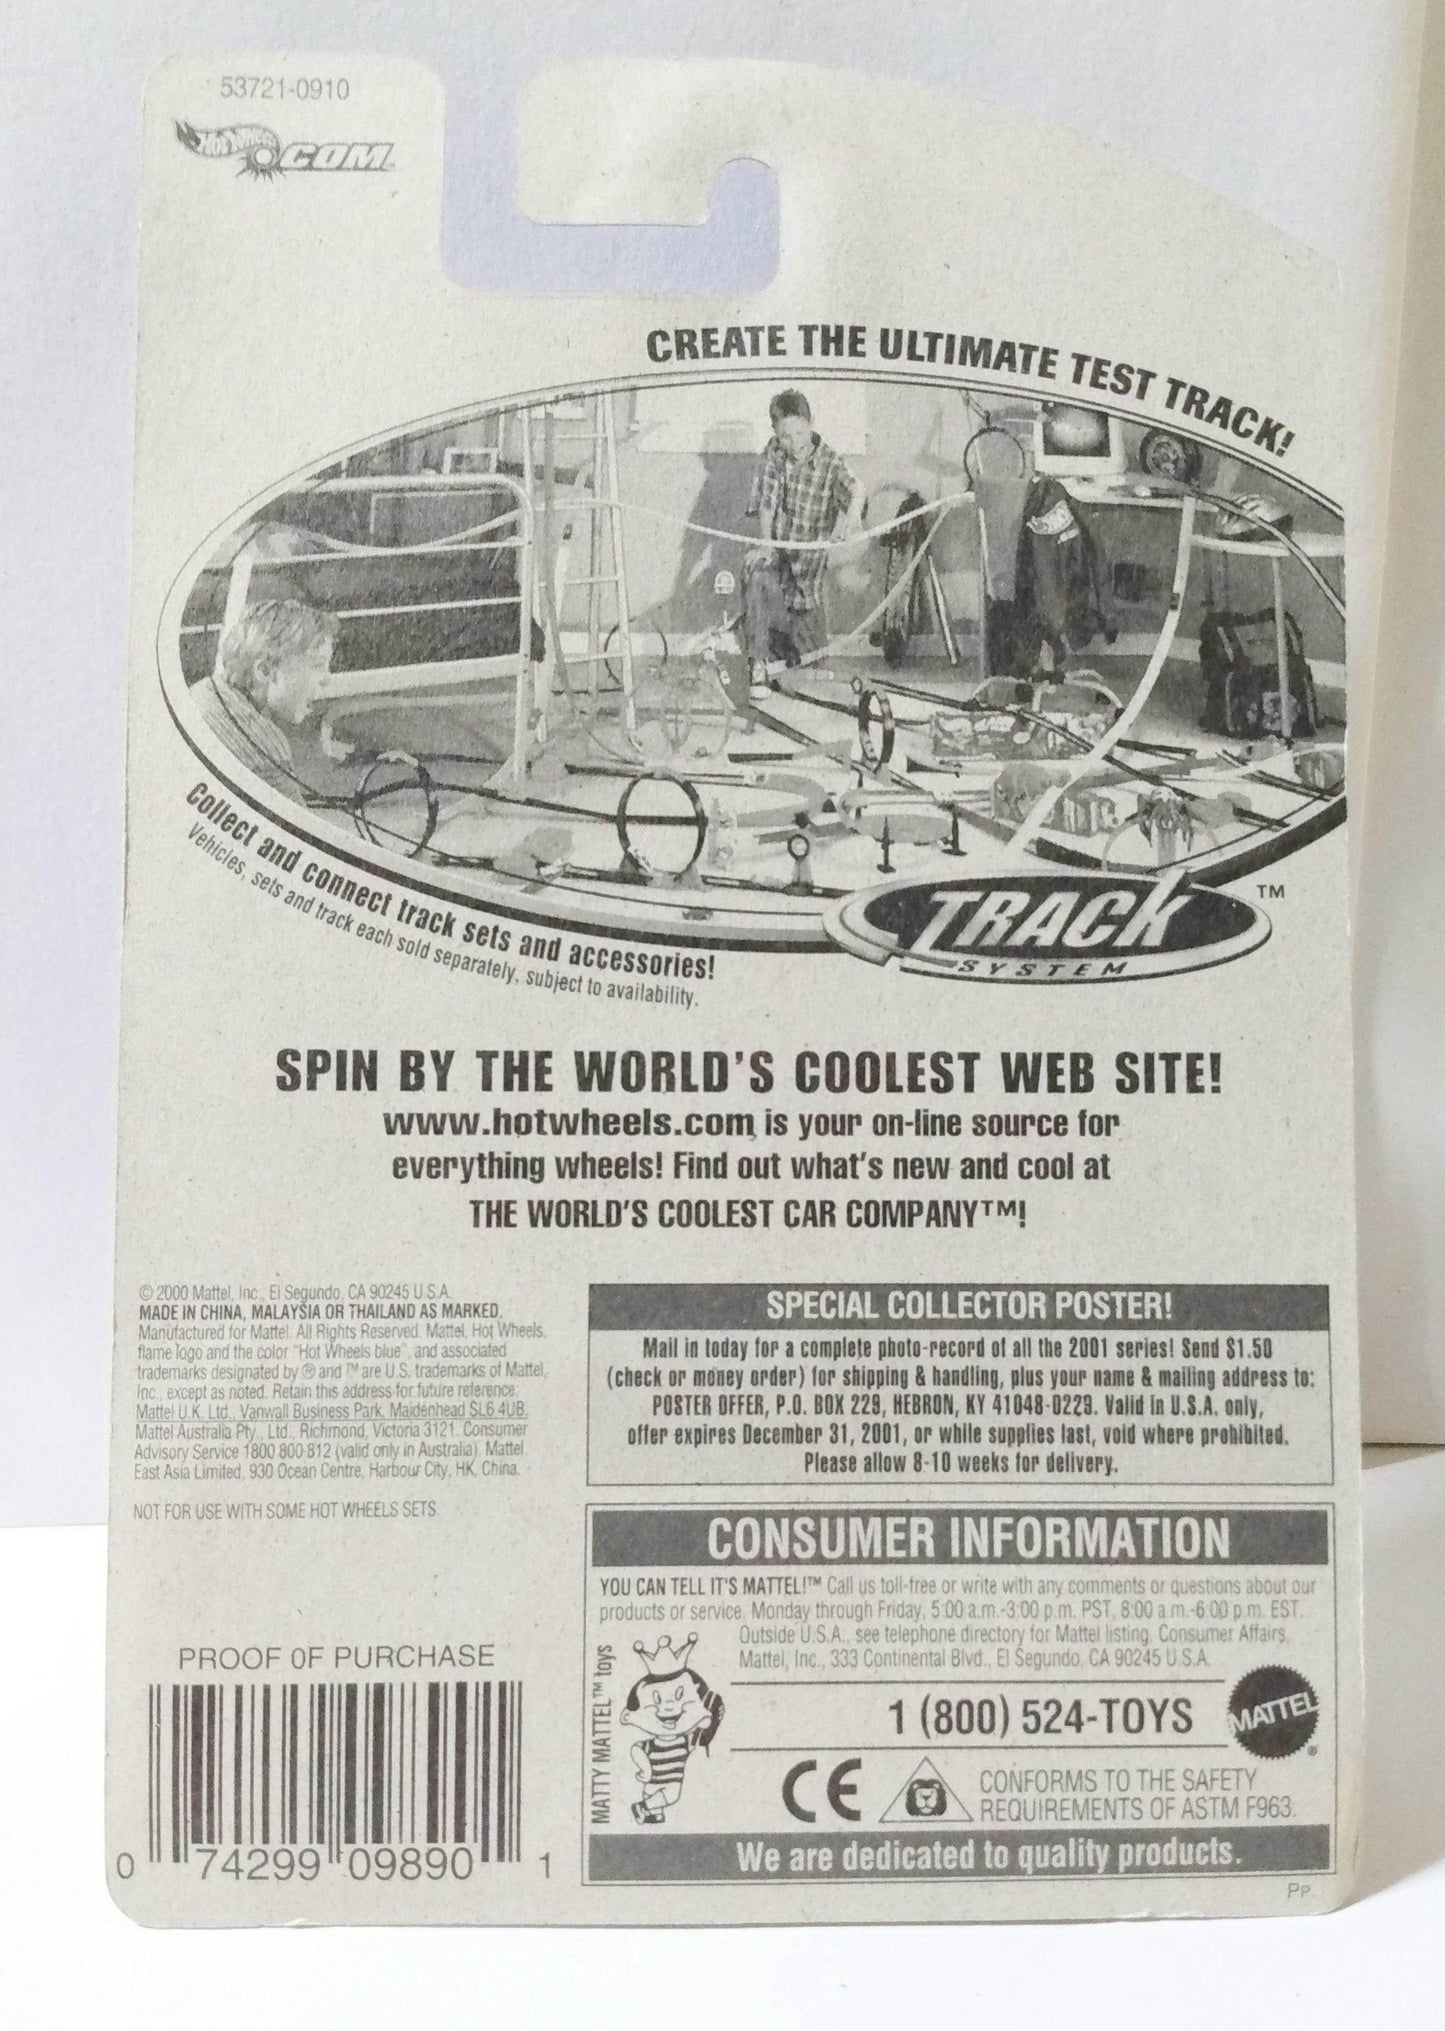 53721-0910
Hot Wheels .COM
CREATE THE ULTIMATE TEST TRACK!
Collect and connect track sets and accessories!
Vehicles, sets and track each sold separately, subject to availability.
TRACK™
SYSTEM
SPIN BY THE WORLD'S COOLEST WEB SITE!
www.hotwheels.com is your on-line source for
everything wheels! Find out what's new and cool at
THE WORLD'S COOLEST CAR COMPANY™!
© 2000 Mattel, Inc., El Segundo, CA 90245 U.S.A.
MADE IN CHINA, MALAYSIA OR THAILAND AS MARKED.
Manufactured for Mattel. All Rights Reserved. Mattel, Hot Wheels,
flame logo and the color "Hot Wheels blue", and associated
trademarks designated by ® and ™ are U.S. trademarks of Mattel,
Inc., except as noted. Retain this address for future reference:
Mattel U.K. Ltd., Vanwall Business Park, Maidenhead SL6 4UB.
Mattel Australia Pty., Ltd., Richmond, Victoria 3121. Consumer
Advisory Service 1800 800 812 (valid only in Australia). Mattel
East Asia Limited, 930 Ocean Centre, Harbour City, HK, China.
NOT FOR USE WITH SOME HOT WHEELS SETS.
SPECIAL COLLECTOR POSTER!
Mail in today for a complete photo-record of all the 2001 series! Send $1.50
(check or money order) for shipping & handling, plus your name & mailing address to:
POSTER OFFER, P.O. BOX 229, HEBRON, KY 41048-0229. Valid in U.S.A. only,
offer expires December 31, 2001, or while supplies last, void where prohibited.
Please allow 8-10 weeks for delivery.
CONSUMER INFORMATION
YOU CAN TELL IT'S MATTEL!™ Call us toll-free or write with any comments or questions about our
products or service. Monday through Friday, 5:00 a.m.-3:00 p.m. PST, 8:00 a.m.-6:00 p.m. EST.
Outside U.S.A., see telephone directory for Mattel listing. Consumer Affairs,
Mattel, Inc., 333 Continental Blvd., El Segundo, CA 90245 U.S.A.
MATTY MATTEL™ toys
1 (800) 524-TOYS
MATTEL®
CE
CONFORMS TO THE SAFETY
REQUIREMENTS OF ASTM F963.
We are dedicated to quality products.
PP
PROOF OF PURCHASE
0 74299 09890 1